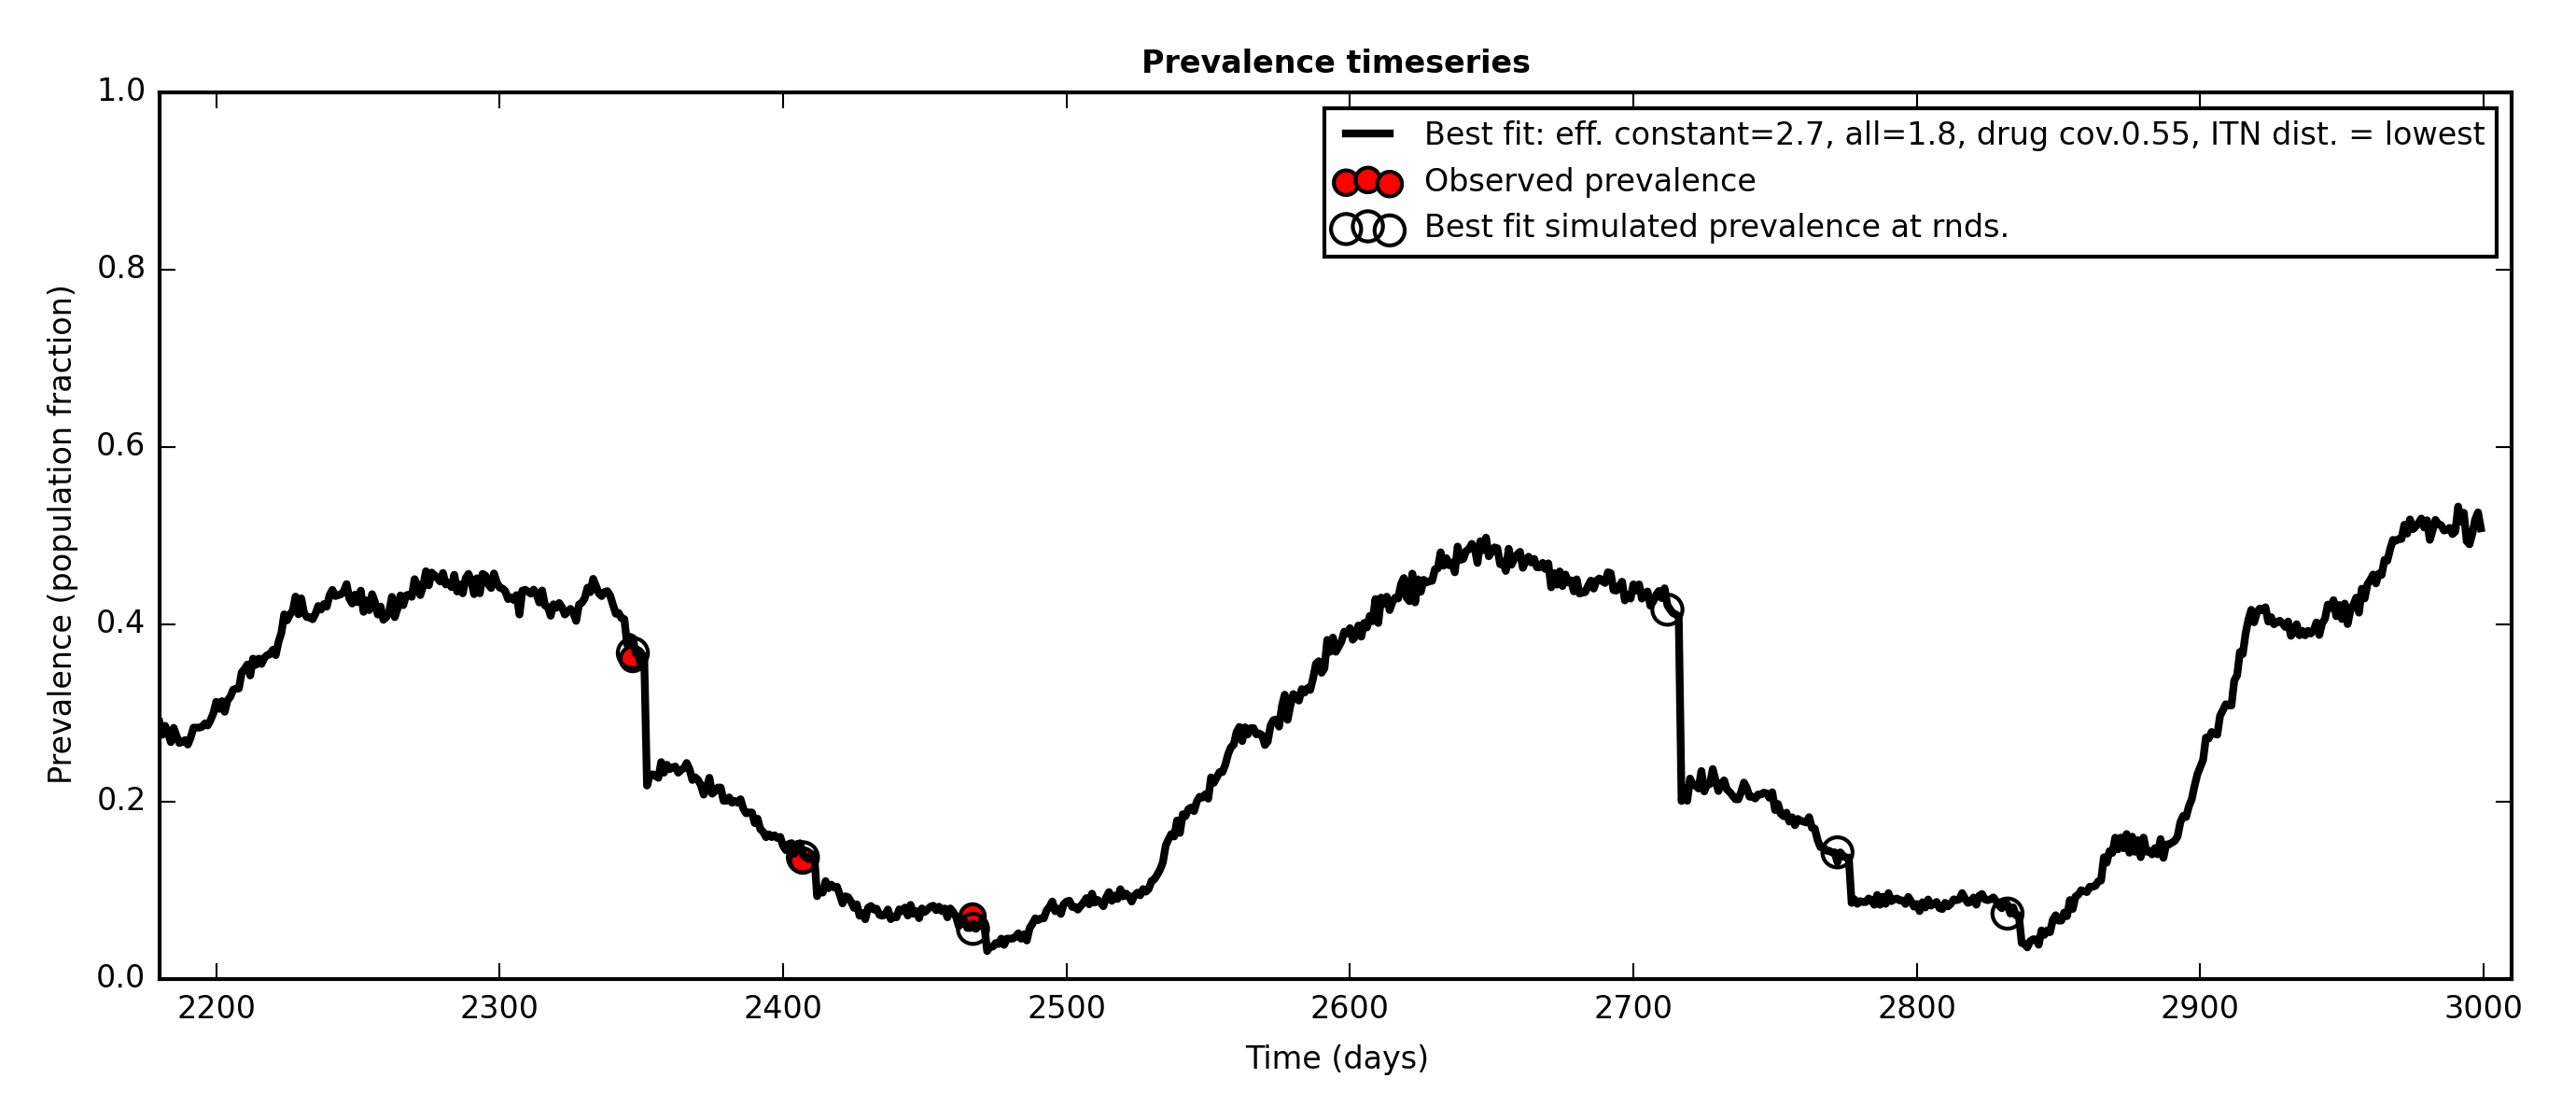 Prevalence timeseries
1.0
0.8
0.6
0.4
0.2
0.0
Prevalence (population fraction)
Best fit: eff. constant=2.7, all=1.8, drug cov.0.55, ITN dist. = lowest
Observed prevalence
Best fit simulated prevalence at rnds.
2200 2300 2400 2500 2600 2700 2800 2900 3000
Time (days)